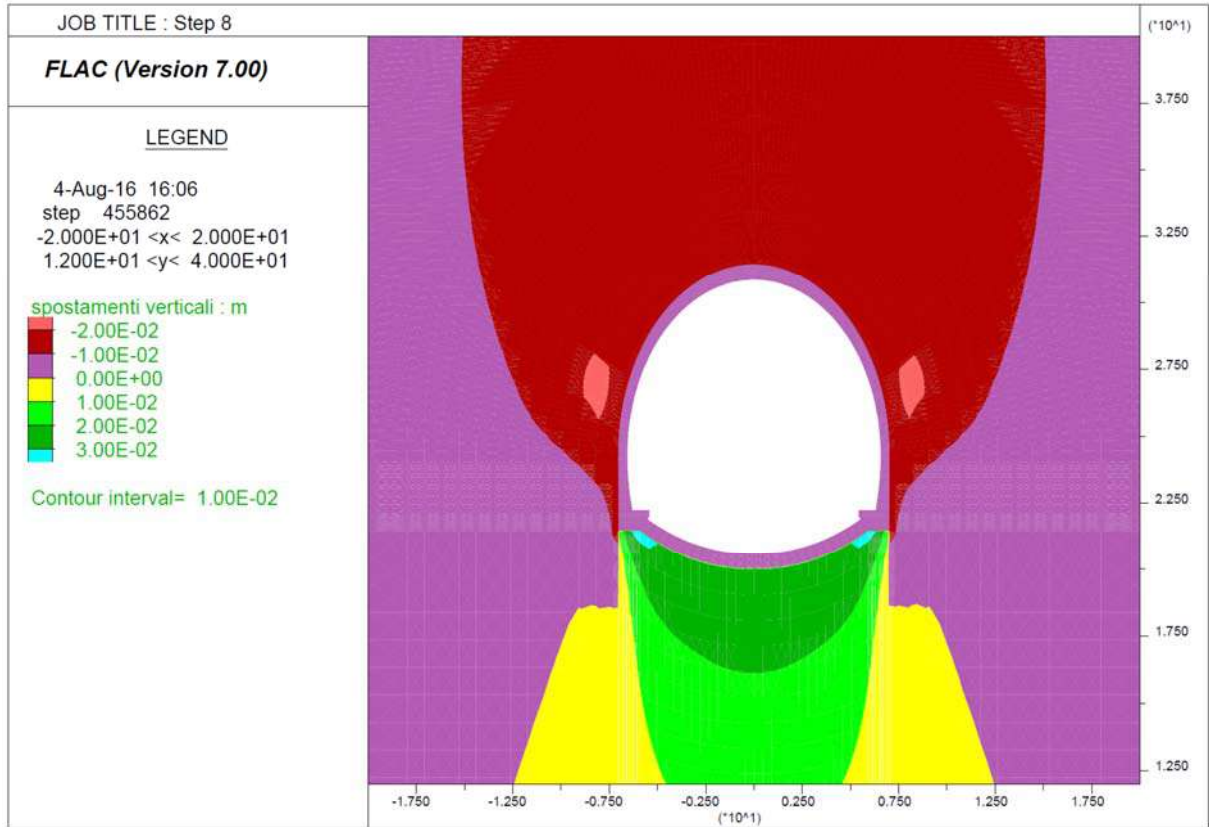 JOB TITLE : Step 8
(*10^1)
FLAC (Version 7.00)
LEGEND
4-Aug-16 16:06
step 455862
-2.000E+01 <x< 2.000E+01
1.200E+01 <y< 4.000E+01
spostamenti verticali : m
-2.00E-02
-1.00E-02
0.00E+00
1.00E-02
2.00E-02
3.00E-02
Contour interval= 1.00E-02
3.750
3.250
2.750
2.250
1.750
1.250
-1.750 -1.250 -0.750 -0.250 0.250 0.750 1.250 1.750
(*10^1)